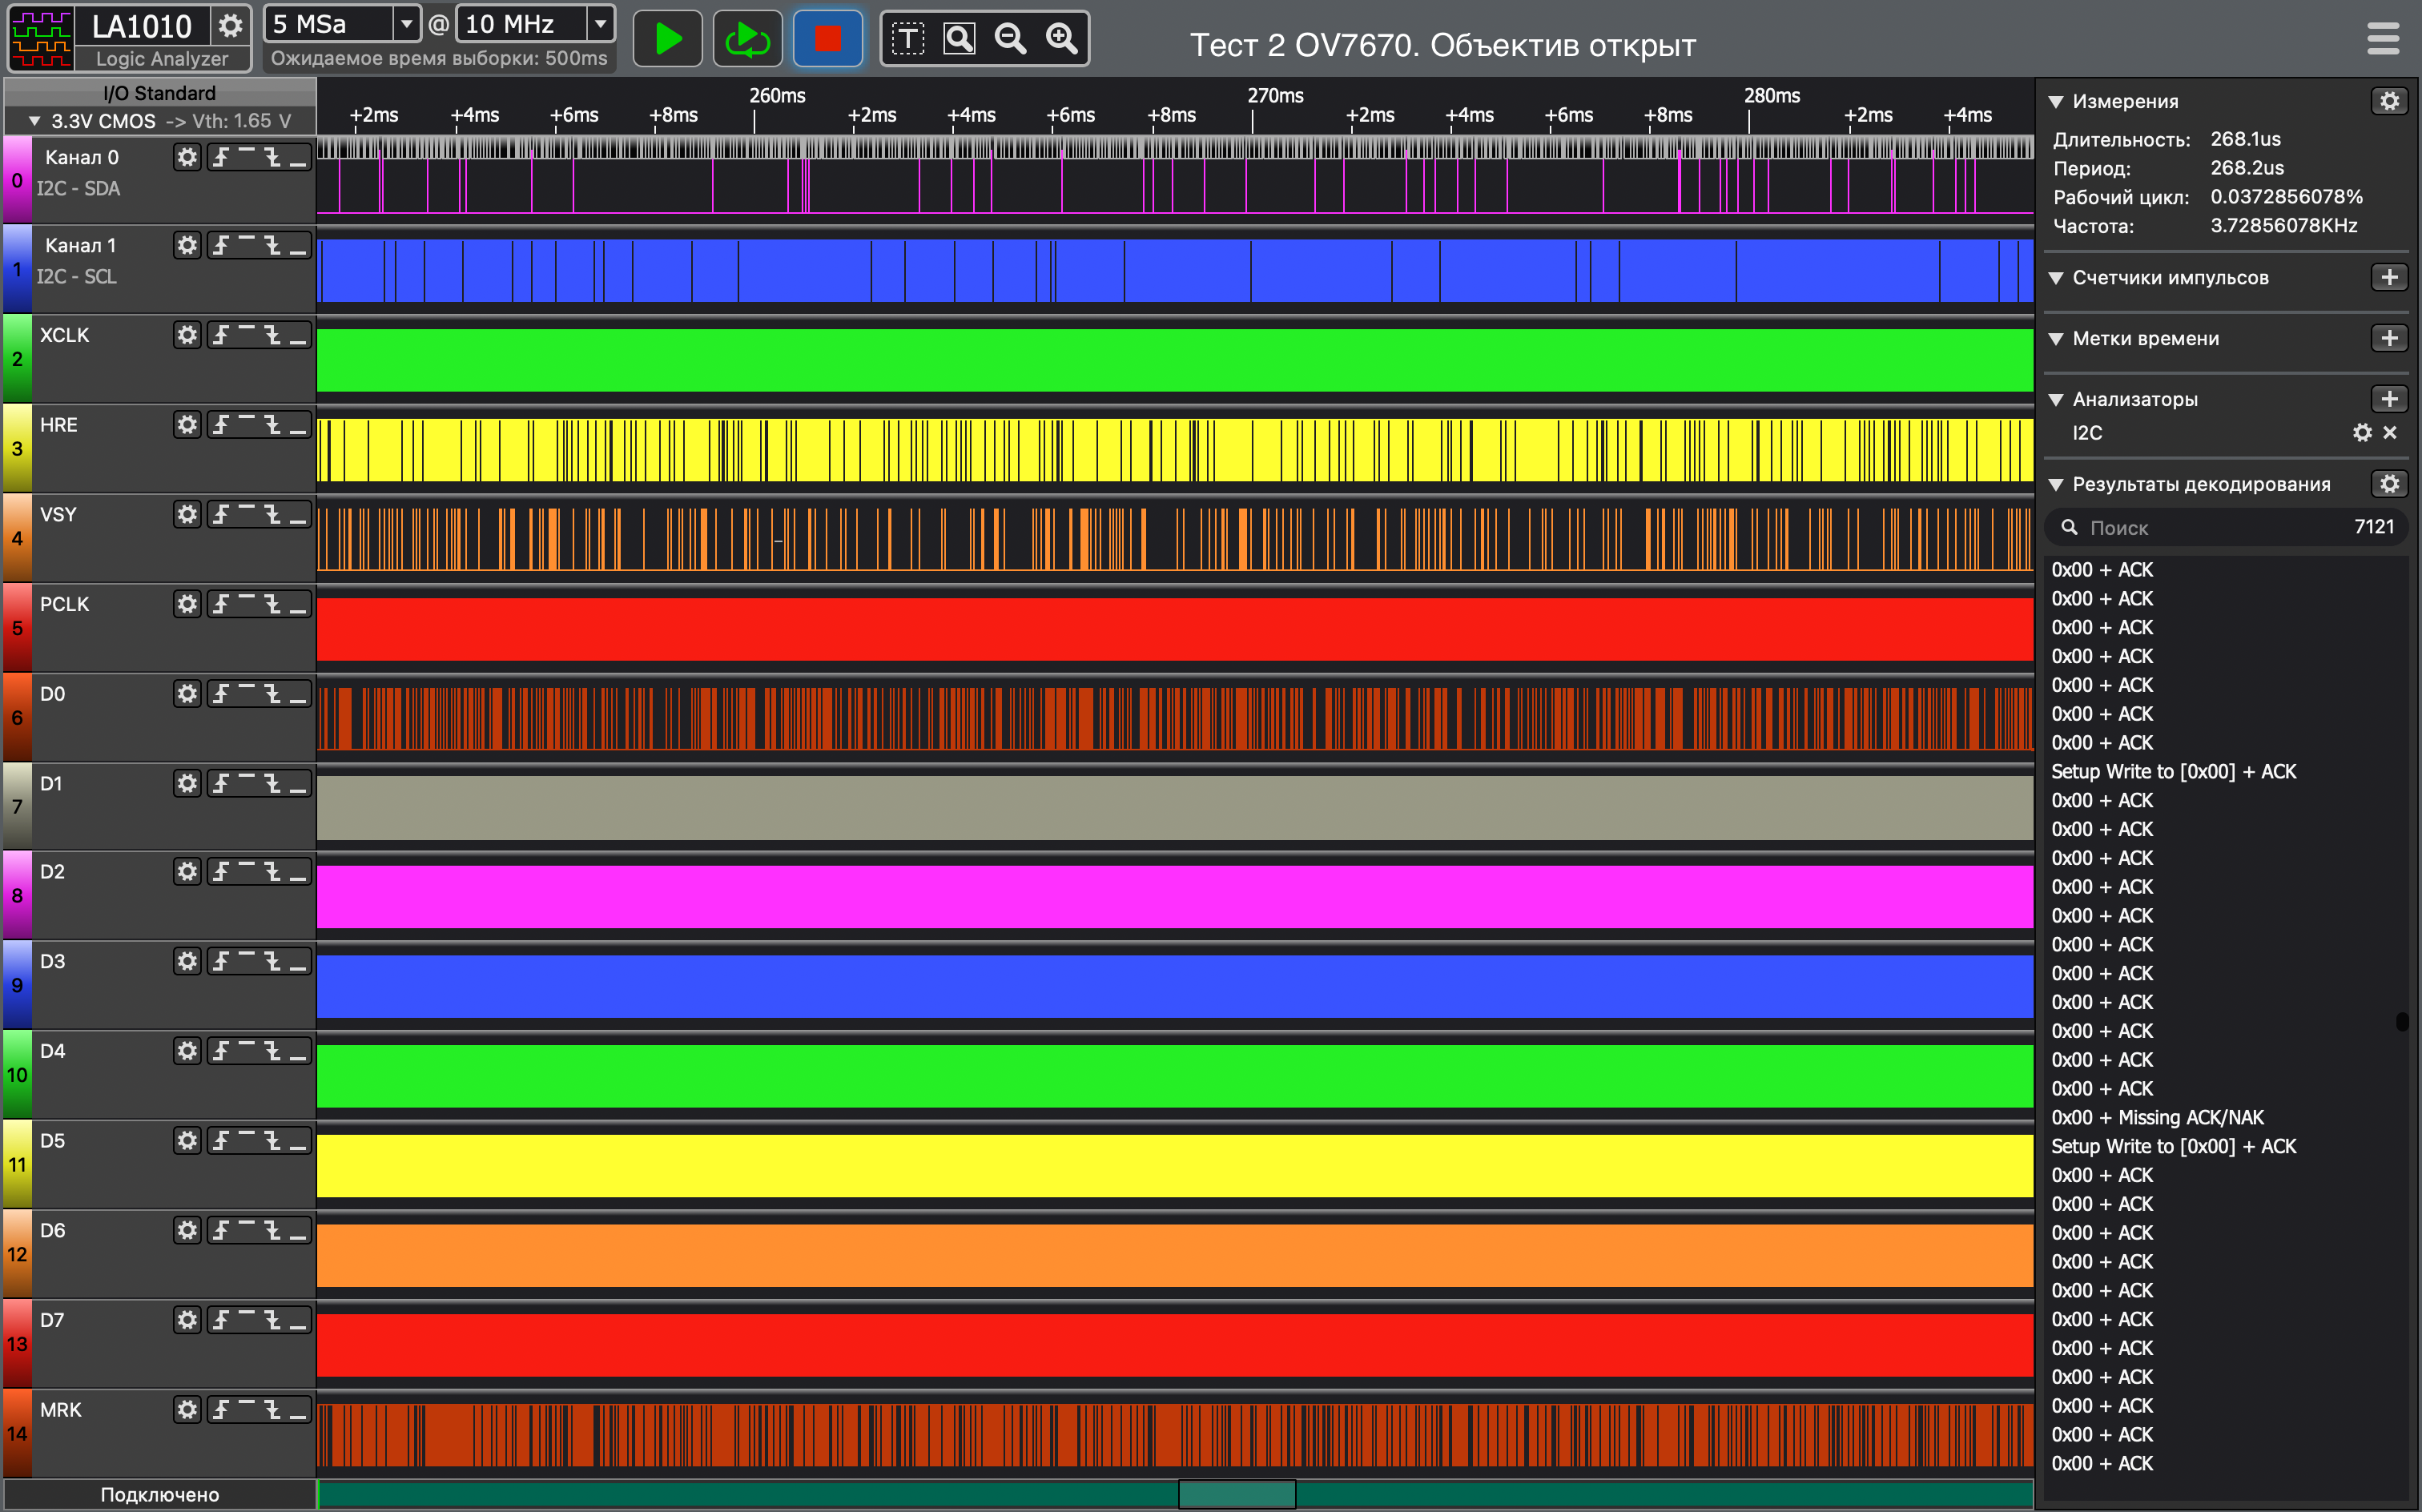 LA1010
Logic Analyzer
5 MSa @ 10 MHz
Ожидаемое время выборки: 500ms
T
Тест 2 OV7670. Объектив открыт
I/O Standard
3.3V CMOS -> Vth: 1.65 V
+2ms +4ms +6ms +8ms 260ms +2ms +4ms +6ms +8ms 270ms +2ms +4ms +6ms +8ms 280ms +2ms +4ms
0 Канал 0
I2C - SDA
1 Канал 1
I2C - SCL
2 XCLK
3 HRE
4 VSY
5 PCLK
6 D0
7 D1
8 D2
9 D3
10 D4
11 D5
12 D6
13 D7
14 MRK
Подключено
Измерения
Длительность: 268.1us
Период: 268.2us
Рабочий цикл: 0.0372856078%
Частота: 3.72856078KHz
Счетчики импульсов
Метки времени
Анализаторы
I2C
Результаты декодирования
Поиск 7121
0x00 + ACK
0x00 + ACK
0x00 + ACK
0x00 + ACK
0x00 + ACK
0x00 + ACK
0x00 + ACK
Setup Write to [0x00] + ACK
0x00 + ACK
0x00 + ACK
0x00 + ACK
0x00 + ACK
0x00 + ACK
0x00 + ACK
0x00 + ACK
0x00 + ACK
0x00 + ACK
0x00 + ACK
0x00 + ACK
0x00 + Missing ACK/NAK
Setup Write to [0x00] + ACK
0x00 + ACK
0x00 + ACK
0x00 + ACK
0x00 + ACK
0x00 + ACK
0x00 + ACK
0x00 + ACK
0x00 + ACK
0x00 + ACK
0x00 + ACK
0x00 + ACK